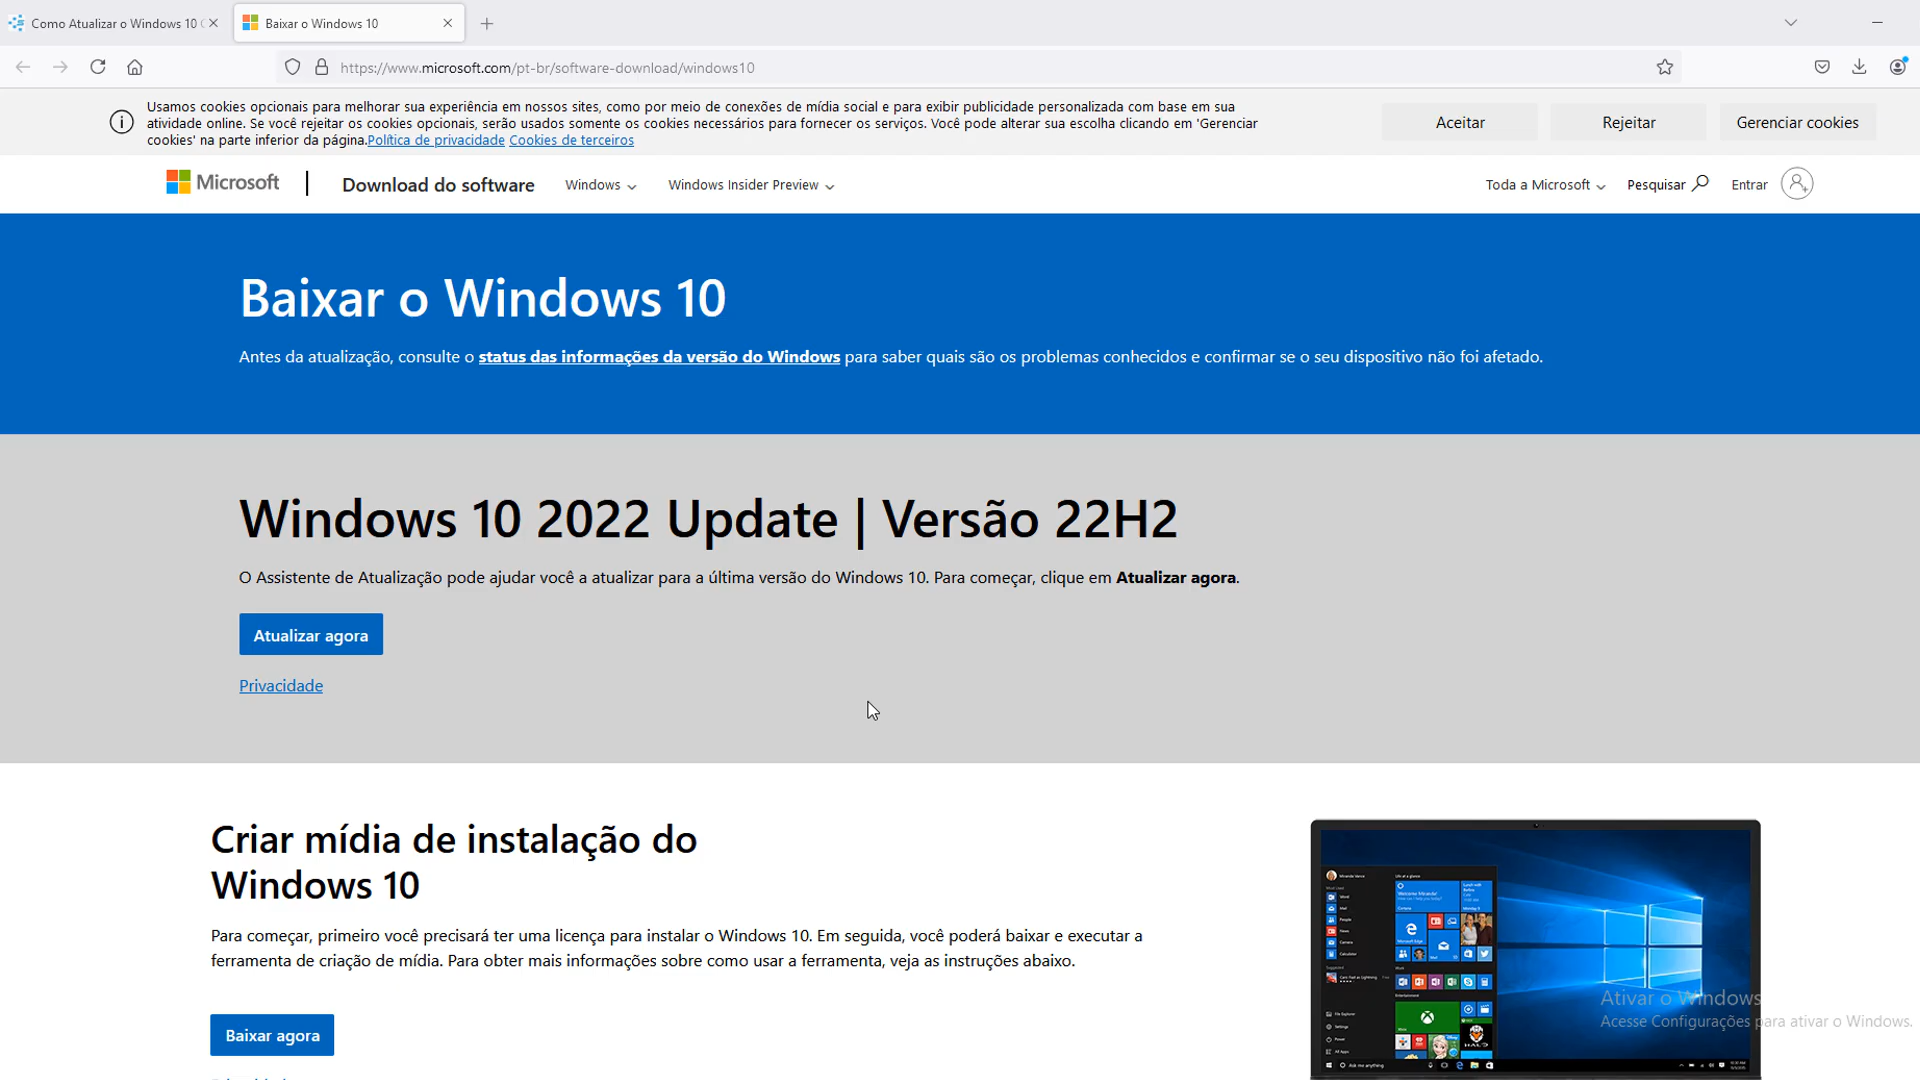 Como Atualizar o Windows 10
Baixar o Windows 10
https://www.microsoft.com/pt-br/software-download/windows10
Usamos cookies opcionais para melhorar sua experiência em nossos sites, como por meio de conexões de mídia social e para exibir publicidade personalizada com base em sua
atividade online. Se você rejeitar os cookies opcionais, serão usados somente os cookies necessários para fornecer os serviços. Você pode alterar sua escolha clicando em 'Gerenciar
cookies' na parte inferior da página.Política de privacidade Cookies de terceiros
Aceitar
Rejeitar
Gerenciar cookies
Microsoft
Download do software
Windows
Windows Insider Preview
Toda a Microsoft
Pesquisar
Entrar
Baixar o Windows 10
Antes da atualização, consulte o status das informações da versão do Windows para saber quais são os problemas conhecidos e confirmar se o seu dispositivo não foi afetado.
Windows 10 2022 Update | Versão 22H2
O Assistente de Atualização pode ajudar você a atualizar para a última versão do Windows 10. Para começar, clique em Atualizar agora.
Atualizar agora
Privacidade
Criar mídia de instalação do
Windows 10
Para começar, primeiro você precisará ter uma licença para instalar o Windows 10. Em seguida, você poderá baixar e executar a
ferramenta de criação de mídia. Para obter mais informações sobre como usar a ferramenta, veja as instruções abaixo.
Baixar agora
Ativar o Windows
Acesse Configurações para ativar o Windows.